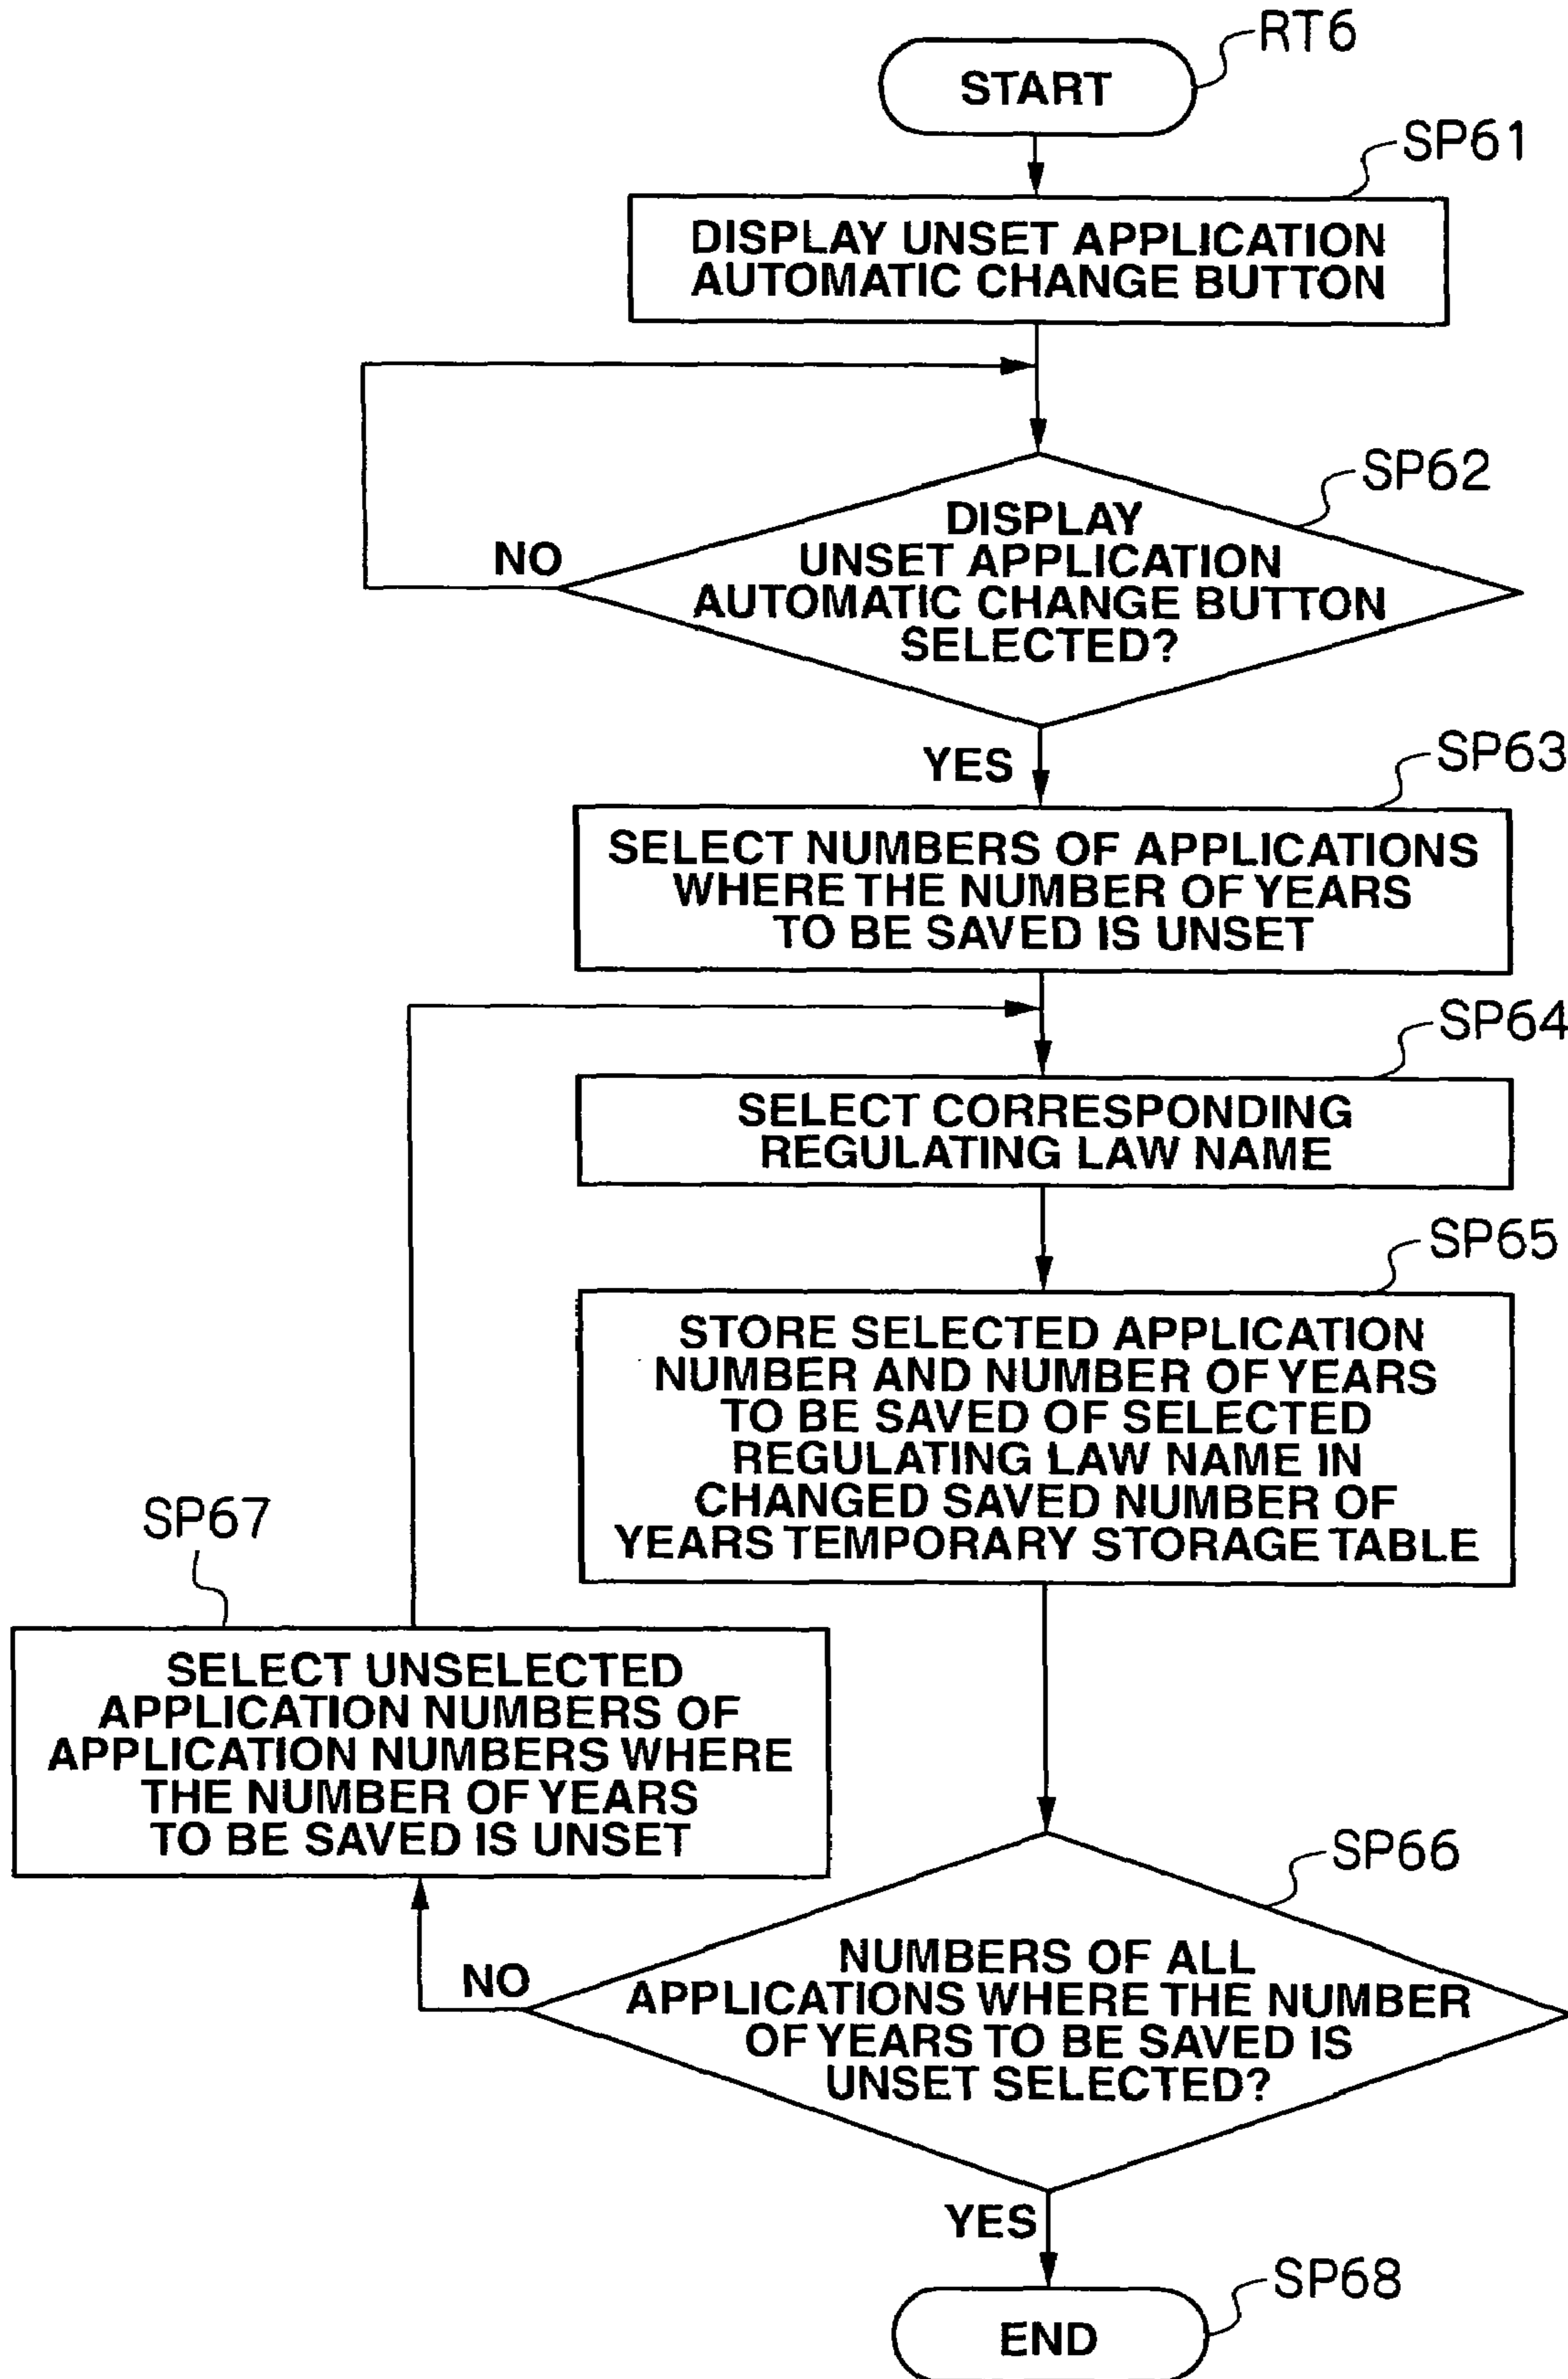 RT6
START
SP61
DISPLAY UNSET APPLICATION
AUTOMATIC CHANGE BUTTON
SP62
DISPLAY
UNSET APPLICATION
AUTOMATIC CHANGE BUTTON
SELECTED?
NO
YES
SP63
SELECT NUMBERS OF APPLICATIONS
WHERE THE NUMBER OF YEARS
TO BE SAVED IS UNSET
SP64
SELECT CORRESPONDING
REGULATING LAW NAME
SP65
STORE SELECTED APPLICATION
NUMBER AND NUMBER OF YEARS
TO BE SAVED OF SELECTED
REGULATING LAW NAME IN
CHANGED SAVED NUMBER OF
YEARS TEMPORARY STORAGE TABLE
SP67
SELECT UNSELECTED
APPLICATION NUMBERS OF
APPLICATION NUMBERS WHERE
THE NUMBER OF YEARS
TO BE SAVED IS UNSET
SP66
NUMBERS OF ALL
APPLICATIONS WHERE THE NUMBER
OF YEARS TO BE SAVED IS
UNSET SELECTED?
NO
YES
SP68
END